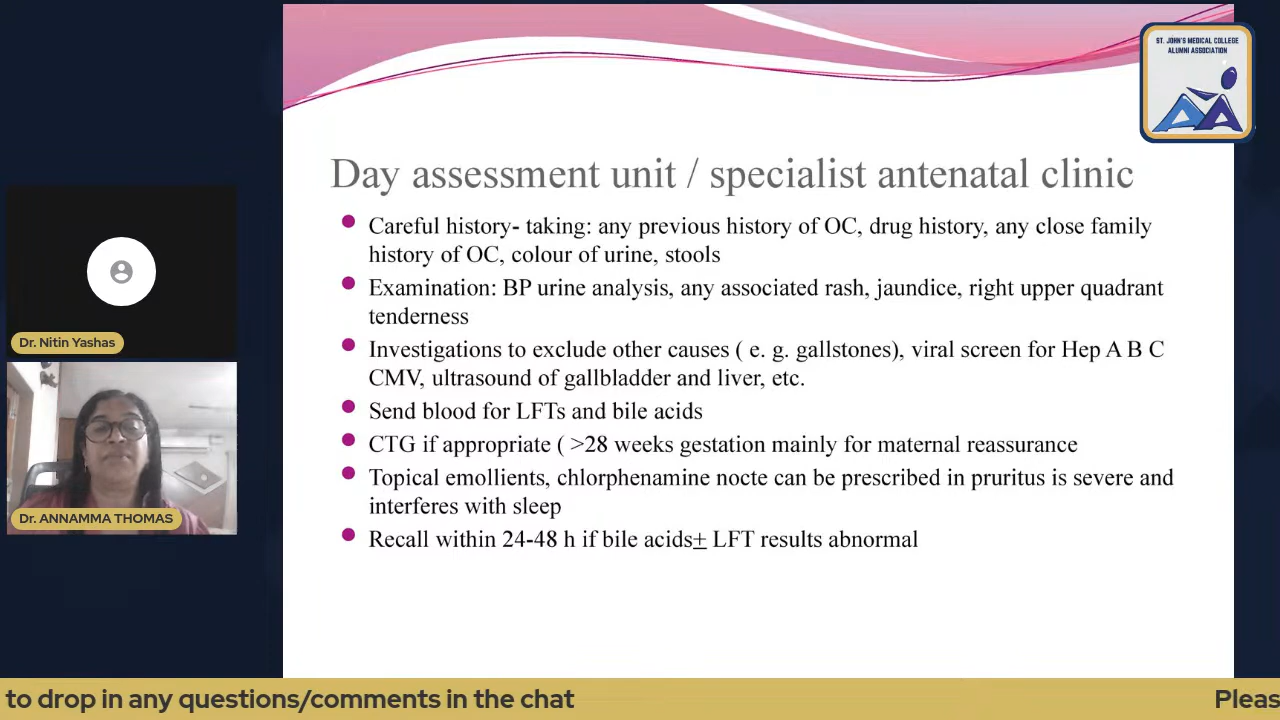 ST. JOHN'S MEDICAL COLLEGE
ALUMNI ASSOCIATION
Day assessment unit / specialist antenatal clinic
Careful history- taking: any previous history of OC, drug history, any close family
history of OC, colour of urine, stools
Examination: BP urine analysis, any associated rash, jaundice, right upper quadrant
tenderness
Investigations to exclude other causes ( e. g. gallstones), viral screen for Hep A B C
CMV, ultrasound of gallbladder and liver, etc.
Send blood for LFTs and bile acids
CTG if appropriate ( >28 weeks gestation mainly for maternal reassurance
Topical emollients, chlorphenamine nocte can be prescribed in pruritus is severe and
interferes with sleep
Recall within 24-48 h if bile acids± LFT results abnormal
Dr. Nitin Yashas
Dr. ANNAMMA THOMAS
to drop in any questions/comments in the chat
Pleas